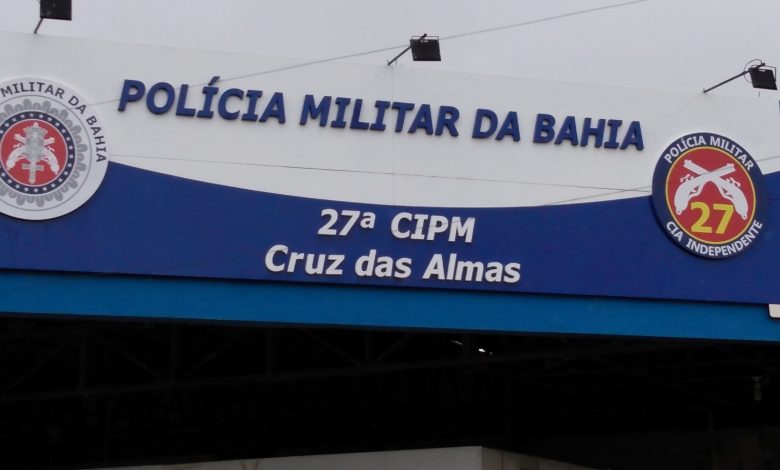 MILITAR DA BAHIA
POLÍCIA MILITAR DA BAHIA
27ª CIPM
Cruz das Almas
POLÍCIA MILITAR
27
CIA INDEPENDENTE